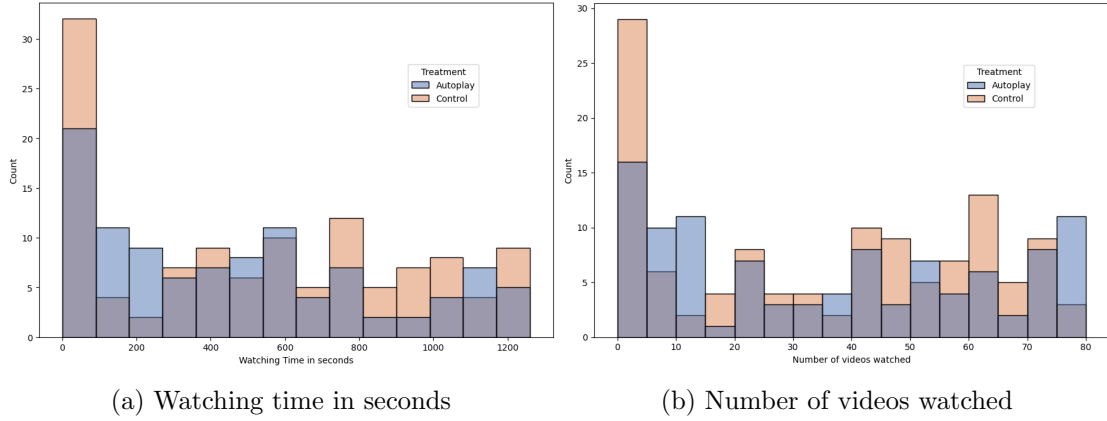 Treatment
Autoplay
Control
Count
30
25
20
15
10
5
0
0 200 400 600 800 1000 1200
Watching Time in seconds
(a) Watching time in seconds
Treatment
Autoplay
Control
Count
30
25
20
15
10
5
0
0 10 20 30 40 50 60 70 80
Number of videos watched
(b) Number of videos watched